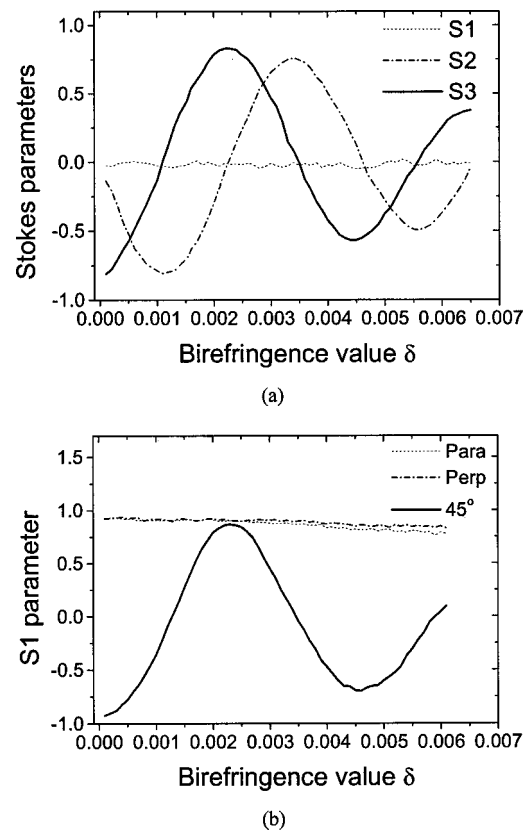 1.0
0.5
0.0
-0.5
-1.0
Stokes parameters
S1
S2
S3
0.000 0.001 0.002 0.003 0.004 0.005 0.006 0.007
Birefringence value δ
(a)
1.5
1.0
0.5
0.0
-0.5
-1.0
S1 parameter
Para
Perp
45°
0.000 0.001 0.002 0.003 0.004 0.005 0.006 0.007
Birefringence value δ
(b)